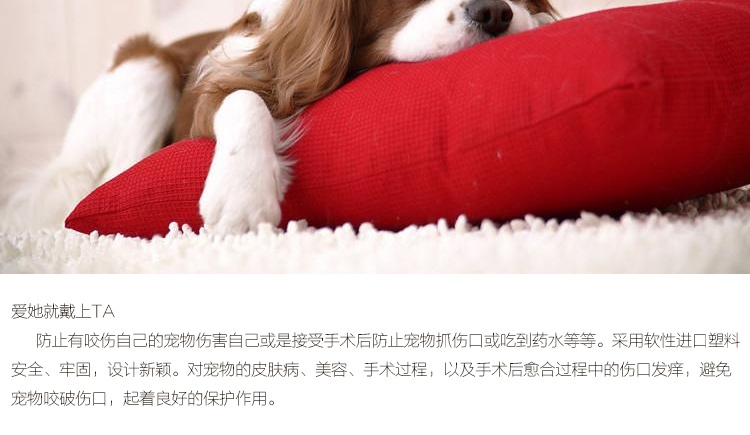 爱她就戴上TA
防止有咬伤自己的宠物伤害自己或是接受手术后防止宠物抓伤口或吃到药水等等。采用软性进口塑料
安全、牢固，设计新颖。对宠物的皮肤病、美容、手术过程，以及手术后愈合过程中的伤口发痒，避免
宠物咬破伤口，起着良好的保护作用。